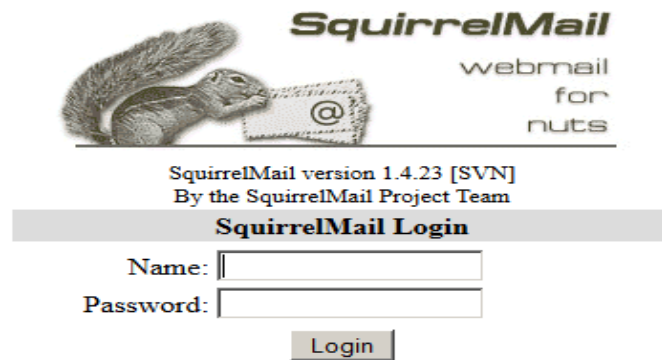 SquirrelMail
webmail
for
nuts
@
SquirrelMail version 1.4.23 [SVN]
By the SquirrelMail Project Team
SquirrelMail Login
Name:
Password:
Login